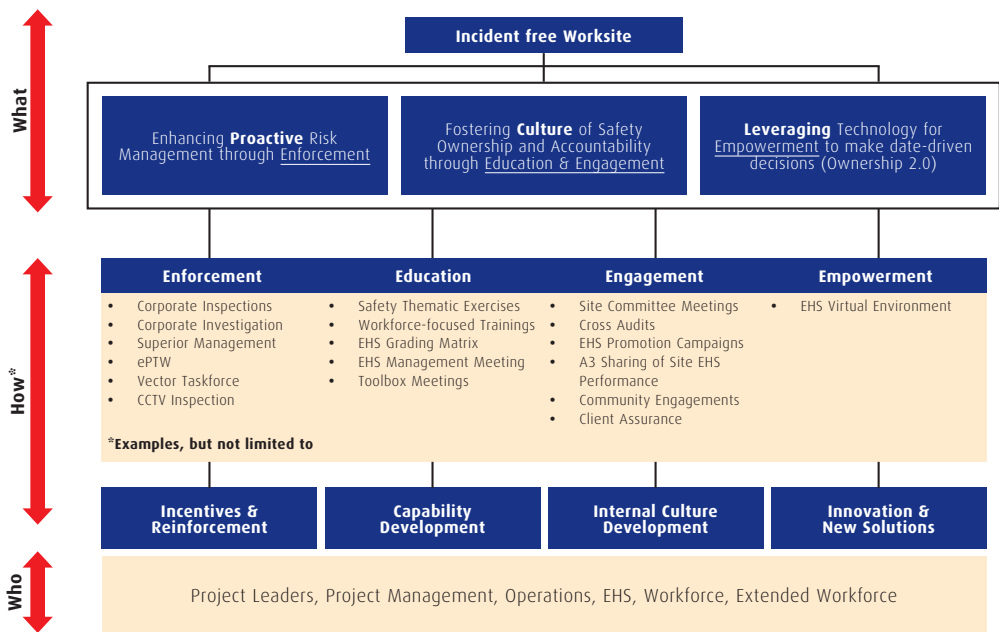 What
Incident free Worksite
Enhancing Proactive Risk
Management through Enforcement
Fostering Culture of Safety
Ownership and Accountability
through Education & Engagement
Leveraging Technology for
Empowerment to make date-driven
decisions (Ownership 2.0)
How*
Enforcement
• Corporate Inspections
• Corporate Investigation
• Superior Management
• ePTW
• Vector Taskforce
• CCTV Inspection
*Examples, but not limited to
Education
• Safety Thematic Exercises
• Workforce-focused Trainings
• EHS Grading Matrix
• EHS Management Meeting
• Toolbox Meetings
Engagement
• Site Committee Meetings
• Cross Audits
• EHS Promotion Campaigns
• A3 Sharing of Site EHS
Performance
• Community Engagements
• Client Assurance
Empowerment
• EHS Virtual Environment
Incentives &
Reinforcement
Capability
Development
Internal Culture
Development
Innovation &
New Solutions
Who
Project Leaders, Project Management, Operations, EHS, Workforce, Extended Workforce